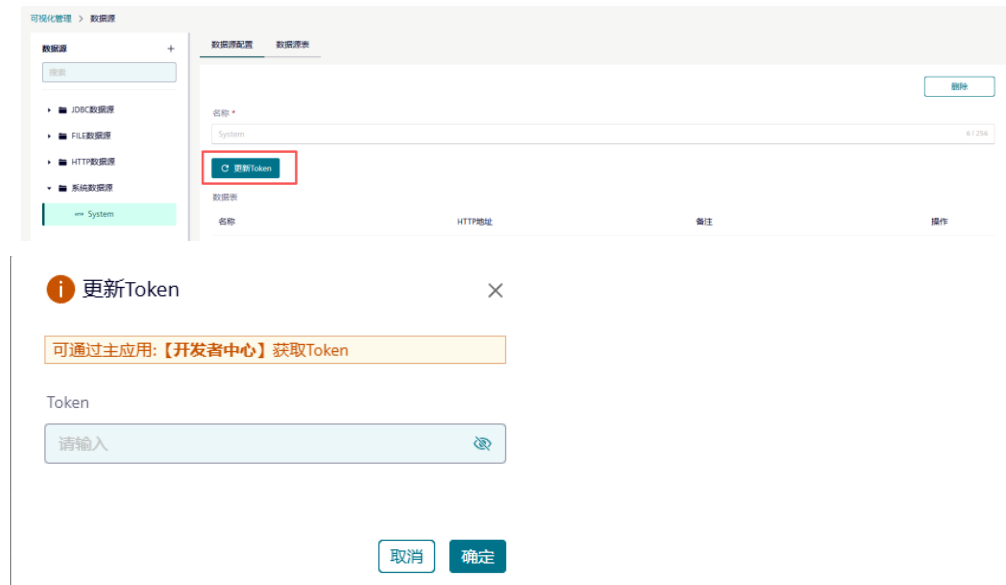 可视化管理 > 数据源
数据源 +
数据源配置 数据源表
搜索
删除
JDBC数据源
名称 *
FILE数据源
System 6 / 256
HTTP数据源
更新Token
系统数据源
数据表
System
名称 HTTP地址 备注 操作
更新Token
可通过主应用:【开发者中心】获取Token
Token
请输入
取消 确定